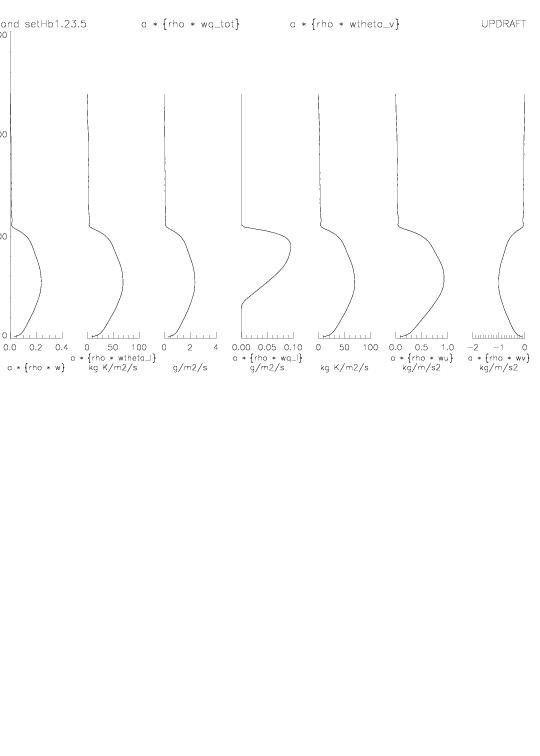 and setHb1.23.5 a * {rho * wq_tot} a * {rho * wtheta_v} UPDRAFT
00
00
00
0
0.0 0.2 0.4 0 50 100 0 2 4 0.00 0.05 0.10 0 50 100 0.0 0.5 1.0 −2 −1 0
a * {rho * wtheta_l} a * {rho * wq_l} a * {rho * wu} a * {rho * wv}
a * {rho * w} kg K/m2/s g/m2/s g/m2/s kg K/m2/s kg/m/s2 kg/m/s2